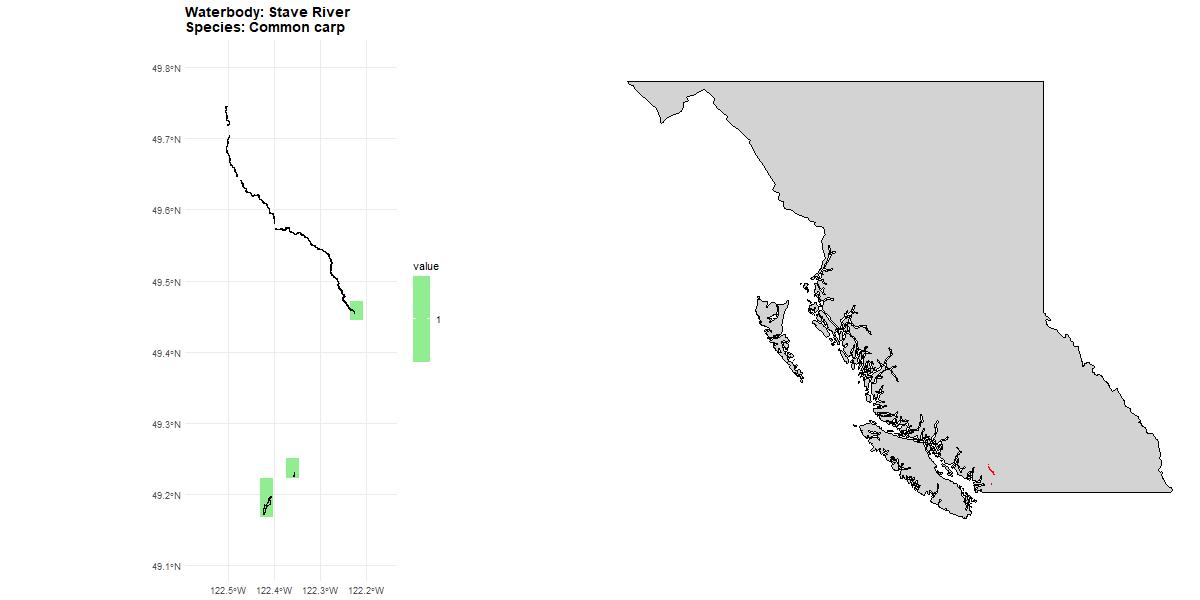 Waterbody: Stave River
Species: Common carp
49.8°N
49.7°N
49.6°N
49.5°N
49.4°N
49.3°N
49.2°N
49.1°N
122.5°W 122.4°W 122.3°W 122.2°W
value
1